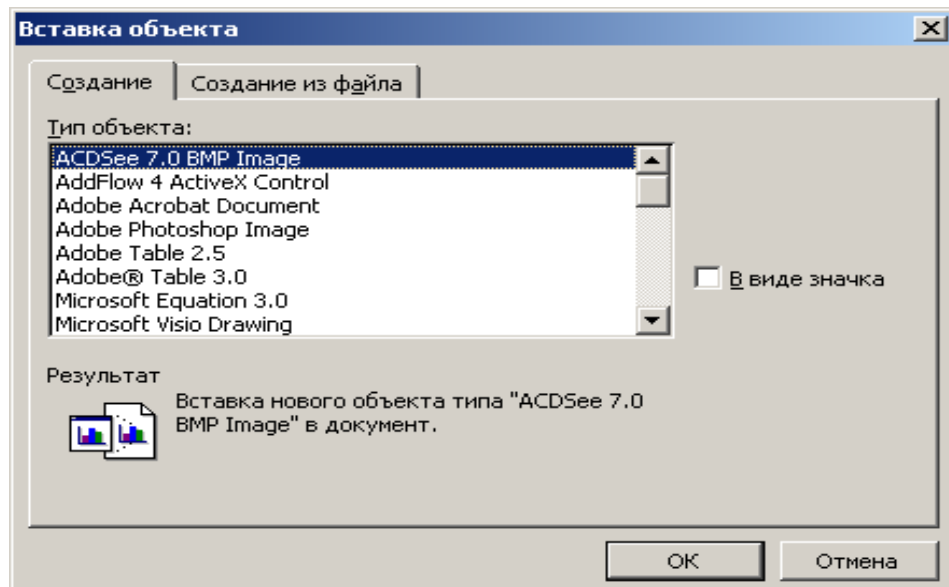 Вставка объекта
Создание
Создание из файла
Тип объекта:
ACDSee 7.0 BMP Image
AddFlow 4 ActiveX Control
Adobe Acrobat Document
Adobe Photoshop Image
Adobe Table 2.5
Adobe® Table 3.0
Microsoft Equation 3.0
Microsoft Visio Drawing
В виде значка
Результат
Вставка нового объекта типа "ACDSee 7.0
BMP Image" в документ.
ОК
Отмена